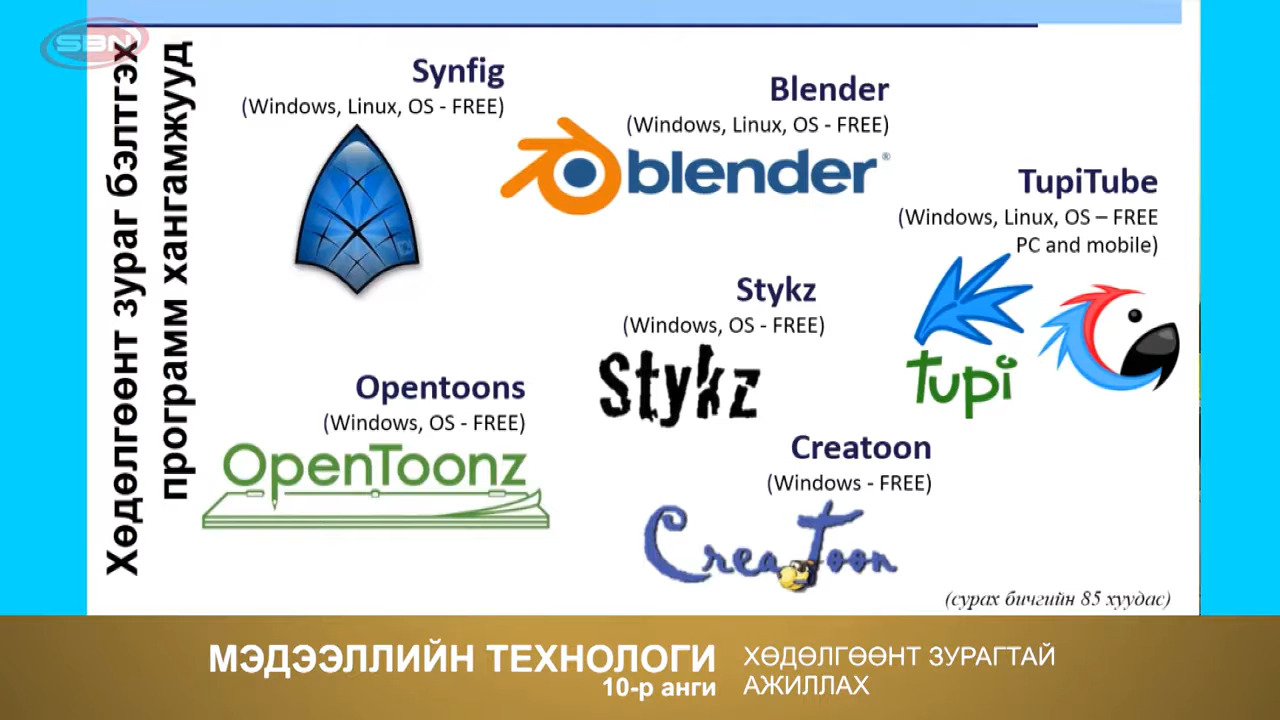 SBN
Хөдөлгөөнт зураг бэлтгэх
программ хангамжууд
Synfig
(Windows, Linux, OS - FREE)
Blender
(Windows, Linux, OS - FREE)
blender®
TupiTube
(Windows, Linux, OS – FREE
PC and mobile)
tupi
Stykz
(Windows, OS - FREE)
Stykz
Opentoons
(Windows, OS - FREE)
OpenToonz
Creatoon
(Windows - FREE)
CreaToon
(сурах бичгийн 85 хуудас)
МЭДЭЭЛЛИЙН ТЕХНОЛОГИ
10-р анги
ХӨДӨЛГӨӨНТ ЗУРАГТАЙ
АЖИЛЛАХ